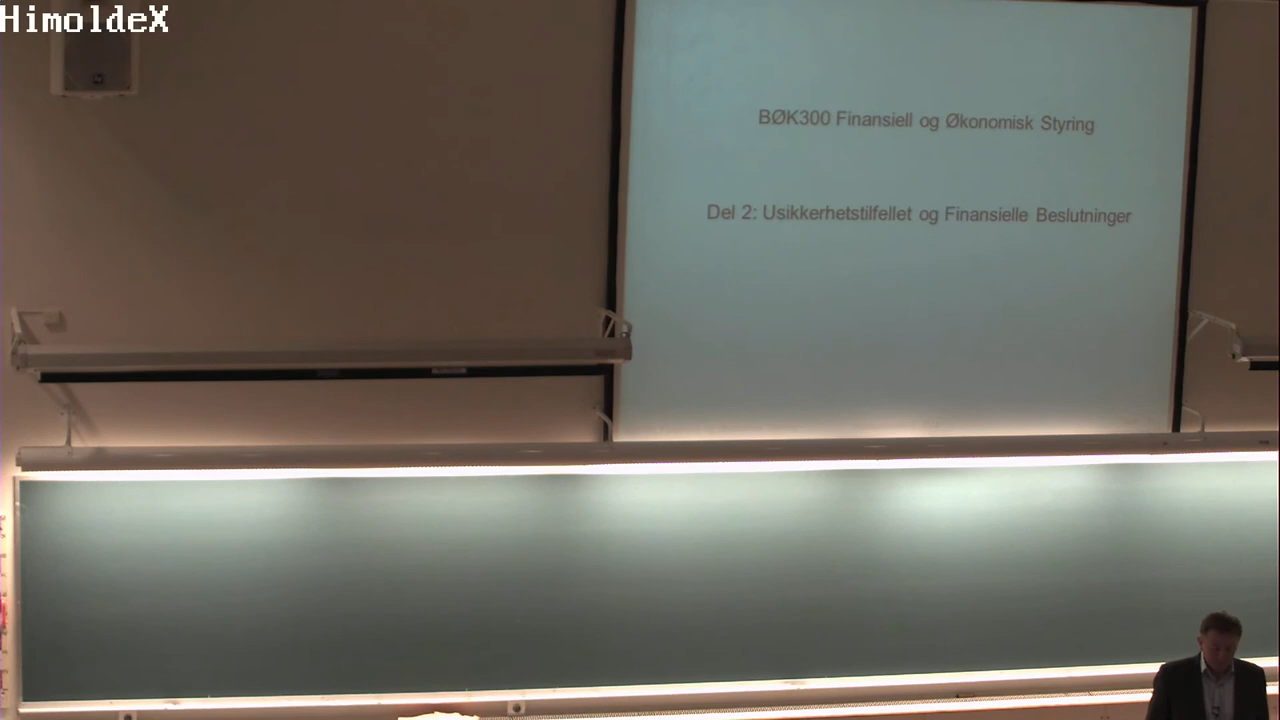 HimoldeX
BØK300 Finansiell og Økonomisk Styring
Del 2: Usikkerhetstilfellet og Finansielle Beslutninger